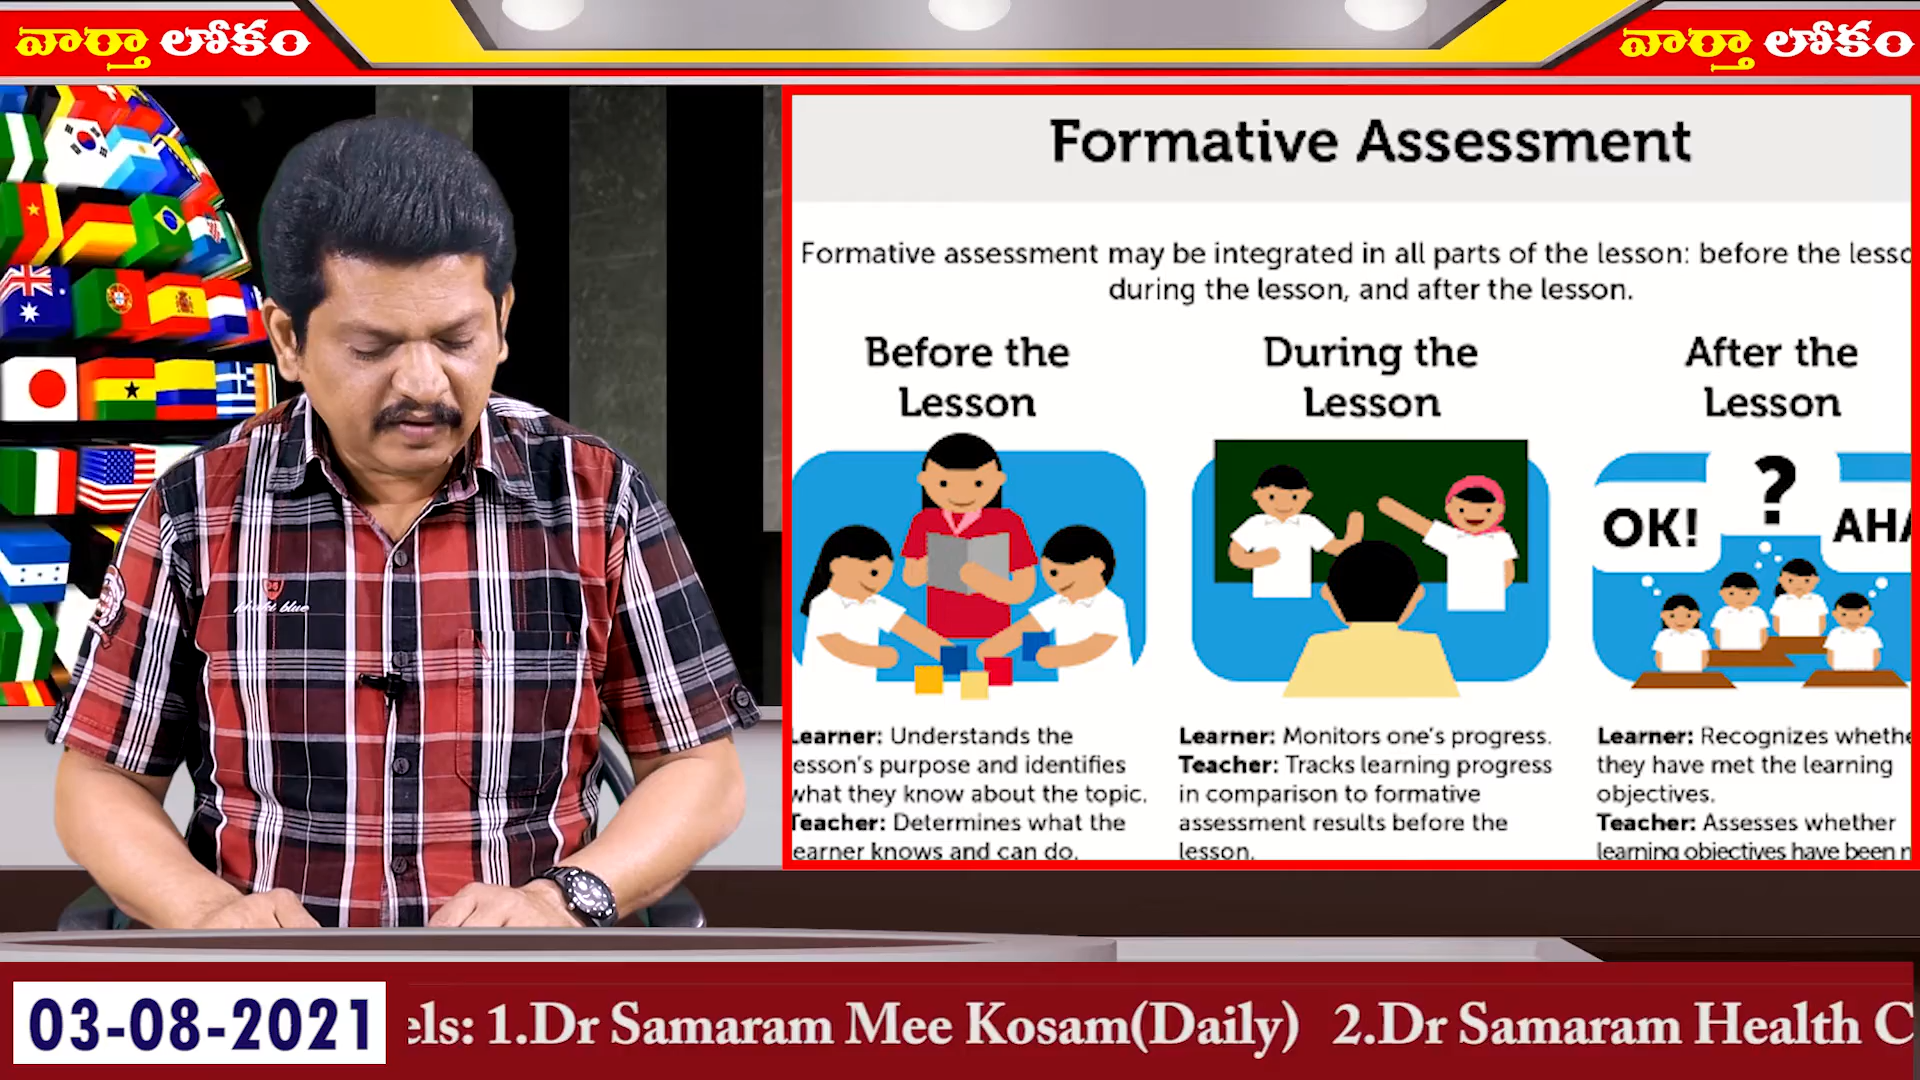 వార్తా లోకం
వార్తా లోకం
Formative Assessment
Formative assessment may be integrated in all parts of the lesson: before the lesso
during the lesson, and after the lesson.
Before the
Lesson
During the
Lesson
After the
Lesson
OK!
?
AHA
Learner: Understands the
esson's purpose and identifies
what they know about the topic.
Teacher: Determines what the
earner knows and can do.
Learner: Monitors one's progress.
Teacher: Tracks learning progress
in comparison to formative
assessment results before the
lesson.
Learner: Recognizes whethe
they have met the learning
objectives.
Teacher: Assesses whether
learning objectives have been
khaki blue
03-08-2021
els: 1.Dr Samaram Mee Kosam(Daily) 2.Dr Samaram Health C